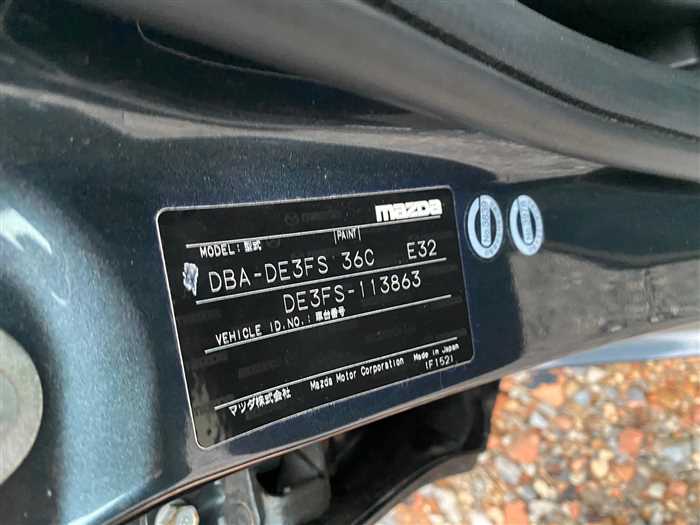 mazda
MODEL:型式 PAINT
DBA-DE3FS 36C E32
DE3FS-113863
VEHICLE ID.NO.:車台番号
マツダ株式会社 Mazda Motor Corporation Made in Japan
(F152)